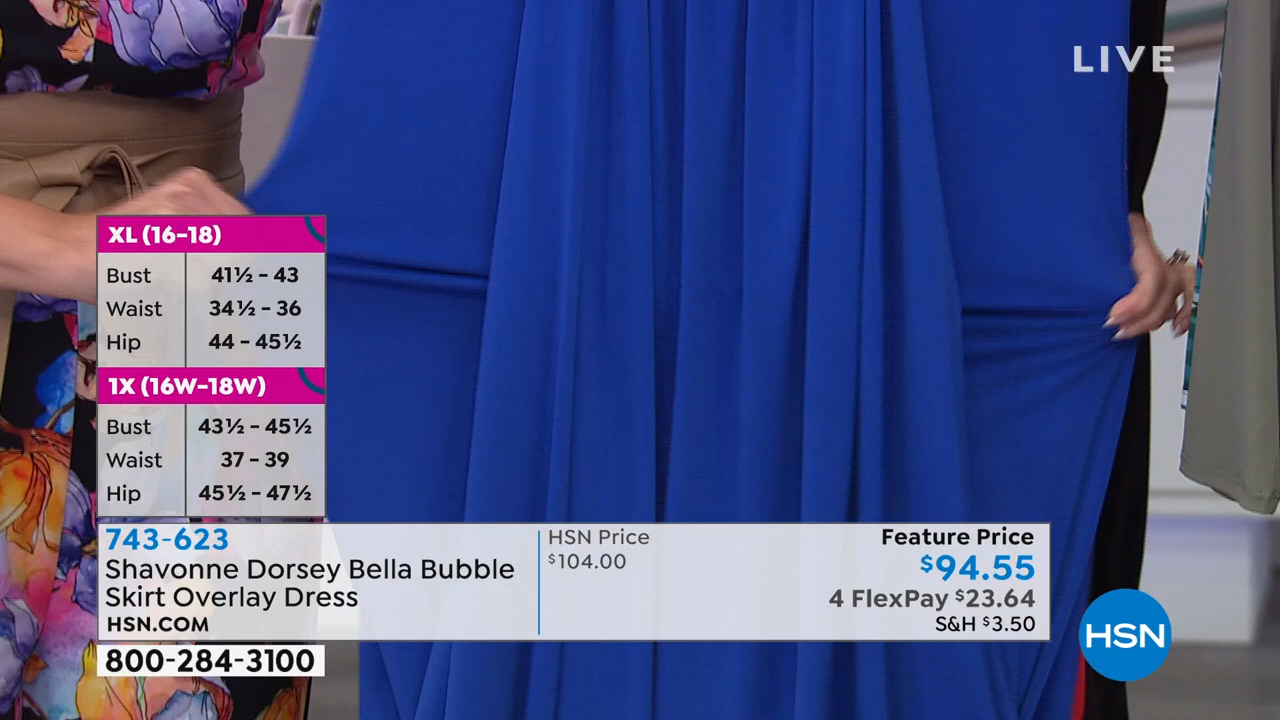 LIVE
XL (16–18)
Bust 41½ – 43
Waist 34½ – 36
Hip 44 – 45½
1X (16W–18W)
Bust 43½ – 45½
Waist 37 – 39
Hip 45½ – 47½
743-623
Shavonne Dorsey Bella Bubble
Skirt Overlay Dress
HSN.COM
HSN Price
$104.00
Feature Price
$94.55
4 FlexPay $23.64
S&H $3.50
800-284-3100
HSN